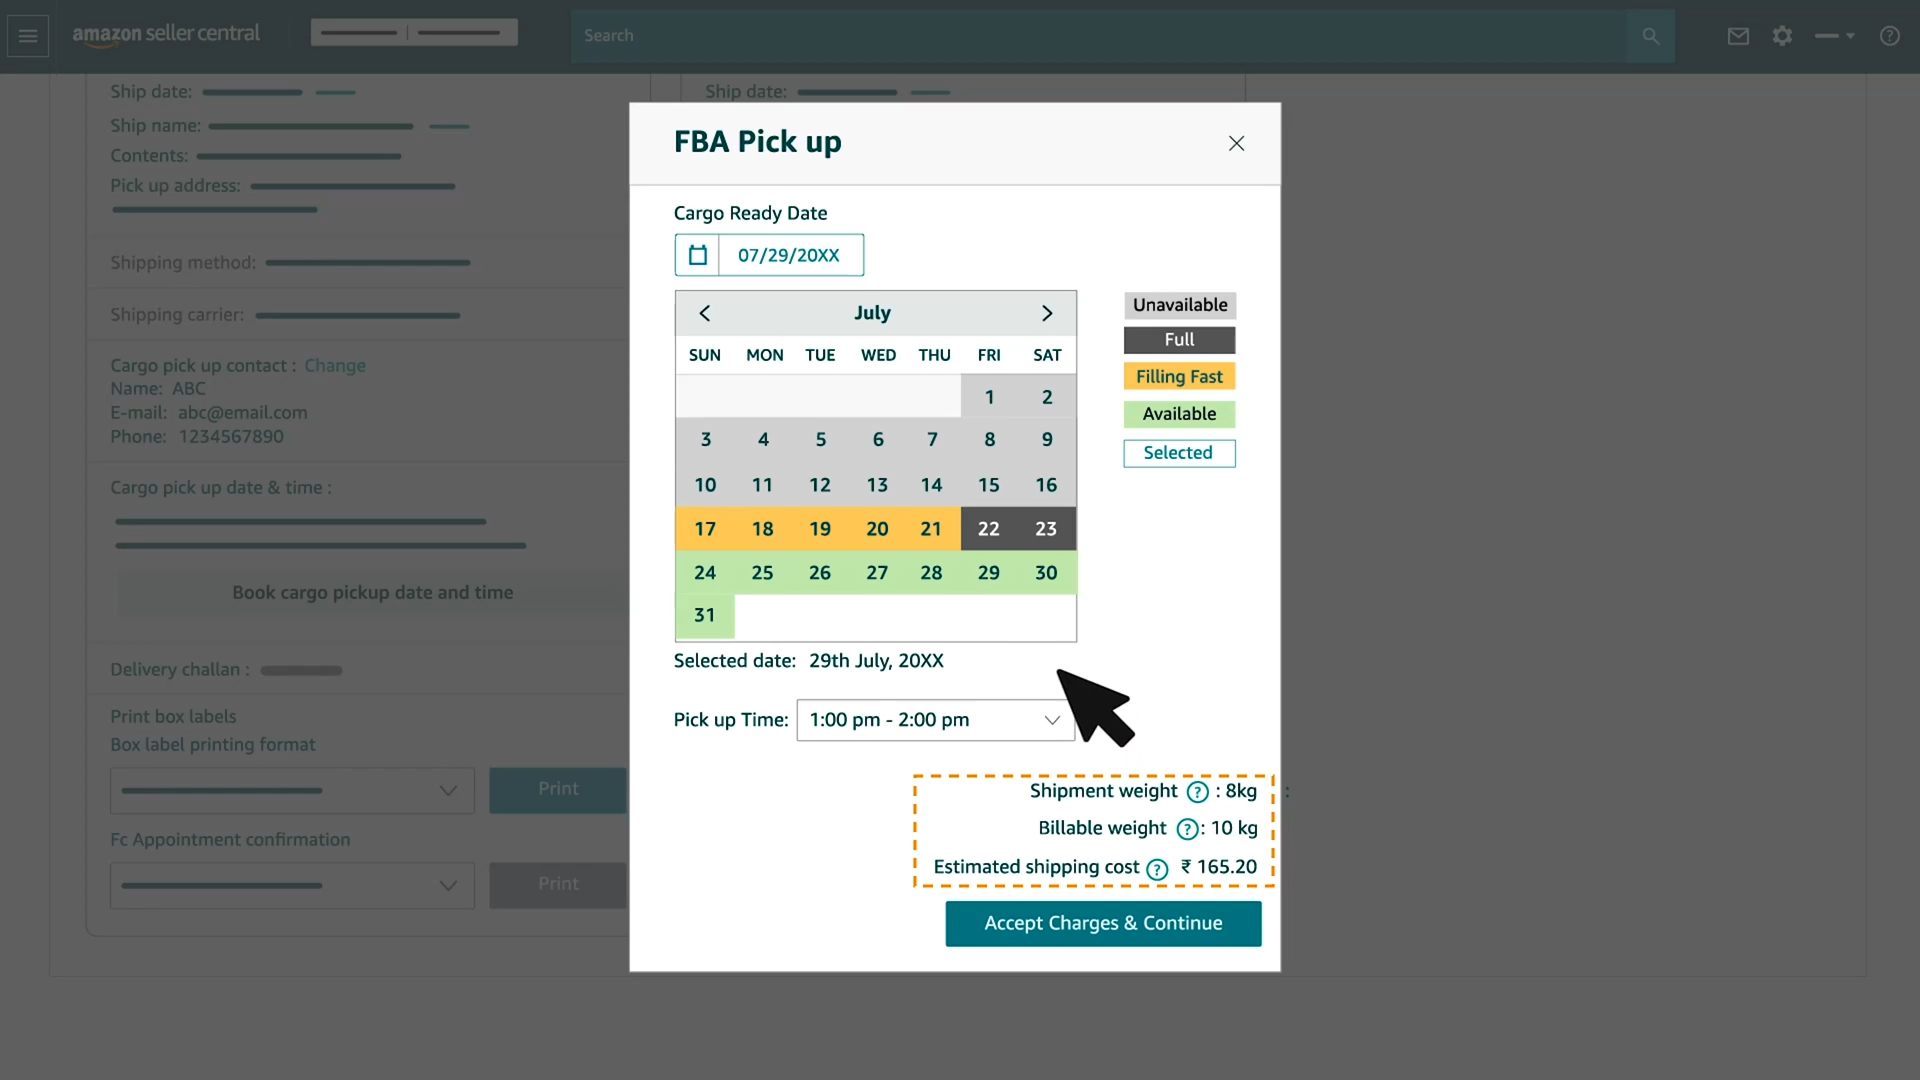 amazon seller central
Search
Ship date:
Ship name:
Contents:
Pick up address:
Shipping method:
Shipping carrier:
Cargo pick up contact : Change
Name: ABC
E-mail: abc@email.com
Phone: 1234567890
Cargo pick up date & time :
Book cargo pickup date and time
Delivery challan :
Print box labels
Box label printing format
Print
Fc Appointment confirmation
Print
Ship date:
FBA Pick up
Cargo Ready Date
07/29/20XX
July
SUN MON TUE WED THU FRI SAT
1 2
3 4 5 6 7 8 9
10 11 12 13 14 15 16
17 18 19 20 21 22 23
24 25 26 27 28 29 30
31
Unavailable
Full
Filling Fast
Available
Selected
Selected date: 29th July, 20XX
Pick up Time: 1:00 pm - 2:00 pm
Shipment weight ? : 8kg :
Billable weight ? : 10 kg
Estimated shipping cost ? ₹ 165.20
Accept Charges & Continue